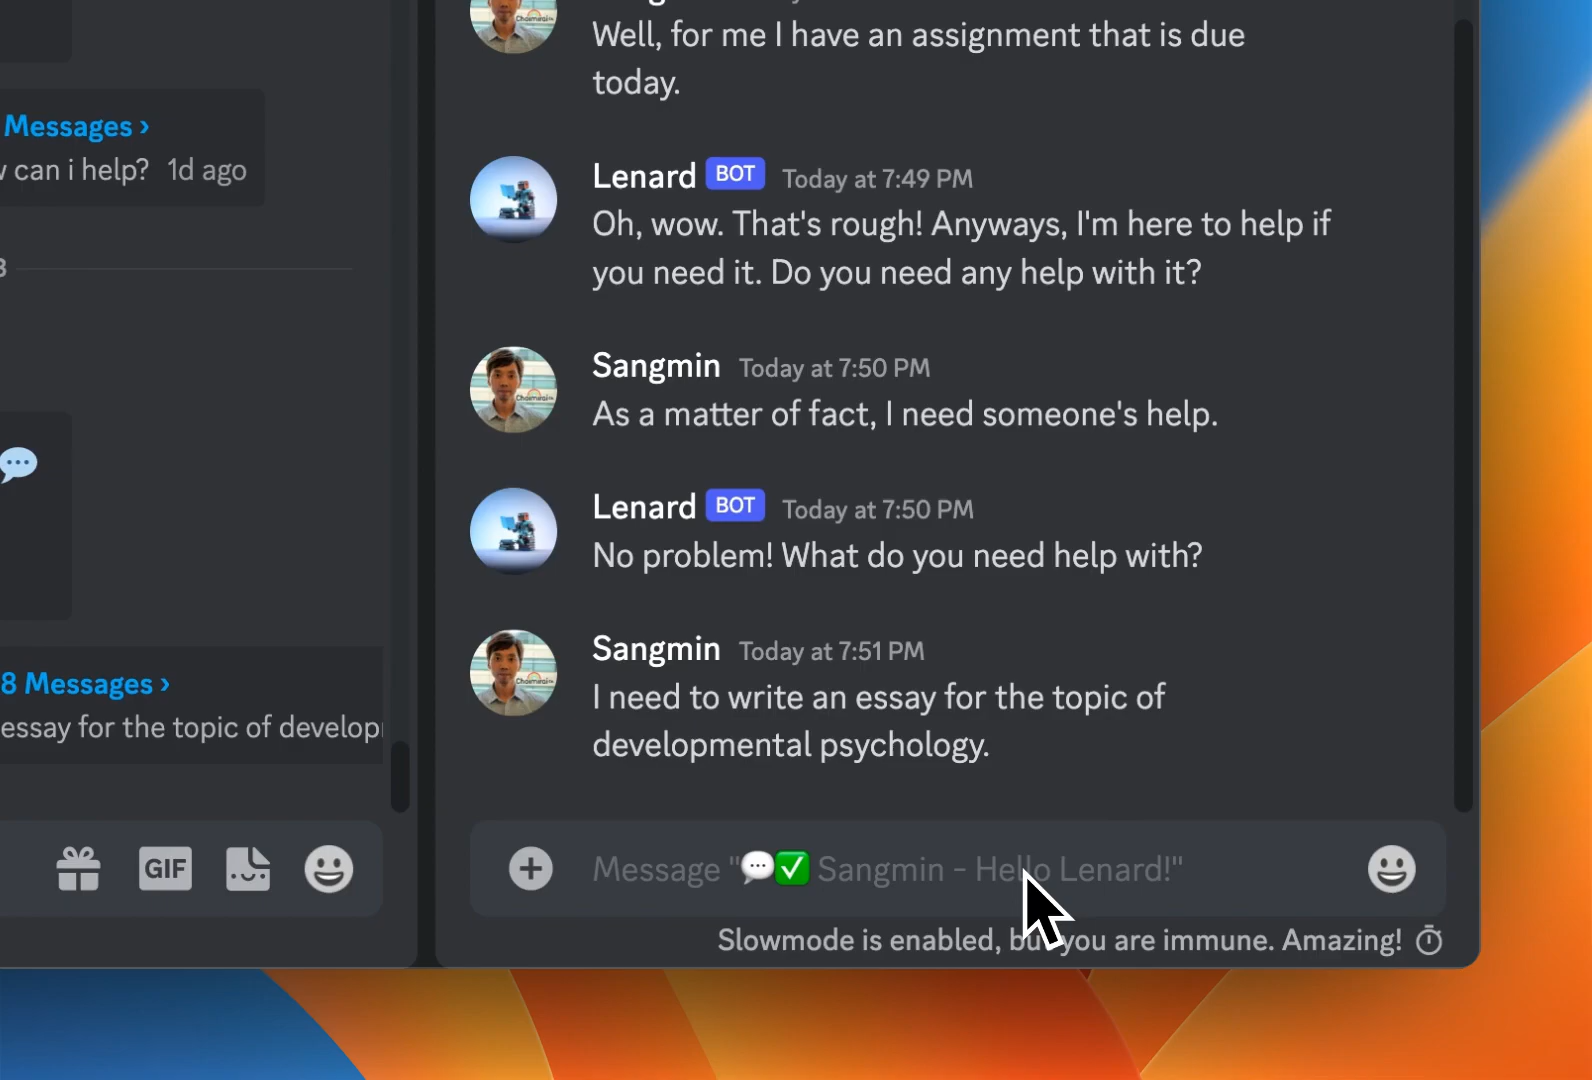 Well, for me I have an assignment that is due
today.
Messages ›
can i help? 1d ago
Lenard BOT Today at 7:49 PM
Oh, wow. That's rough! Anyways, I'm here to help if
you need it. Do you need any help with it?
Sangmin Today at 7:50 PM
As a matter of fact, I need someone's help.
Lenard BOT Today at 7:50 PM
No problem! What do you need help with?
Sangmin Today at 7:51 PM
I need to write an essay for the topic of
developmental psychology.
8 Messages ›
essay for the topic of develop
GIF
Message "💬✅ Sangmin - Hello Lenard!"
Slowmode is enabled, but you are immune. Amazing!